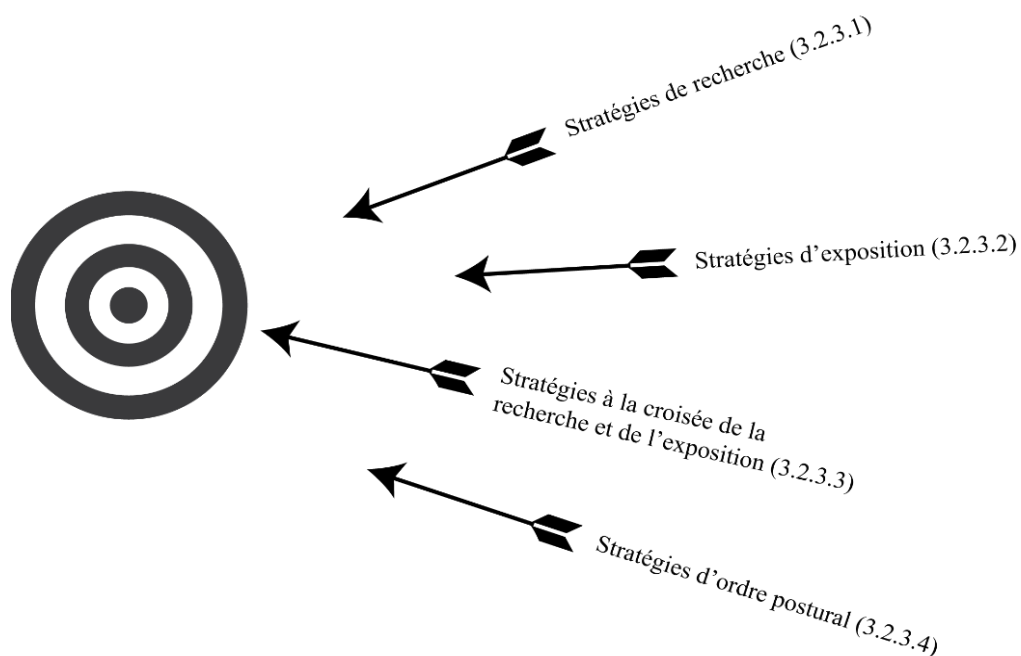 Stratégies de recherche (3.2.3.1)
Stratégies d’exposition (3.2.3.2)
Stratégies à la croisée de la
recherche et de l’exposition (3.2.3.3)
Stratégies d’ordre postural (3.2.3.4)